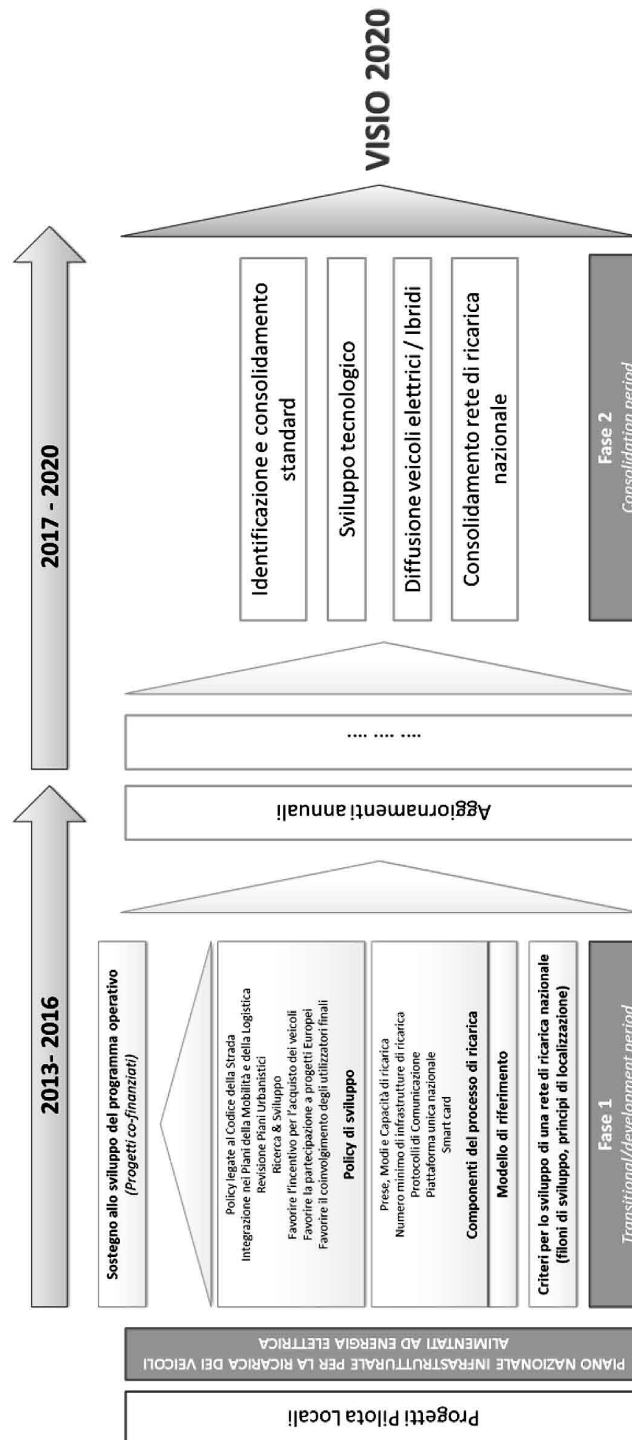 Progetti Pilota Locali
PIANO NAZIONALE INFRASTRUTTURALE PER LA RICARICA DEI VEICOLI
ALIMENTATI AD ENERGIA ELETTRICA
2013- 2016
Sostegno allo sviluppo del programma operativo
(Progetti co-finanziati)
Policy legate al Codice della Strada
Integrazione nei Piani della Mobilità e della Logistica
Revisione Piani Urbanistici
Ricerca & Sviluppo
Favorire l'incentivo per l'acquisto dei veicoli
Favorire la partecipazione a progetti Europei
Favorire il coinvolgimento degli utilizzatori finali
Policy di sviluppo
Prese, Modi e Capacità di ricarica
Numero minimo di infrastrutture di ricarica
Protocolli di Comunicazione
Piattaforma unica nazionale
Smart card
Componenti del processo di ricarica
Modello di riferimento
Criteri per lo sviluppo di una rete di ricarica nazionale
(filoni di sviluppo, principi di localizzazione)
Fase 1
Transitional/development period
Aggiornamenti annuali
.... .... ....
2017 - 2020
Identificazione e consolidamento
standard
Sviluppo tecnologico
Diffusione veicoli elettrici / Ibridi
Consolidamento rete di ricarica
nazionale
Fase 2
Consolidation period
VISIO 2020